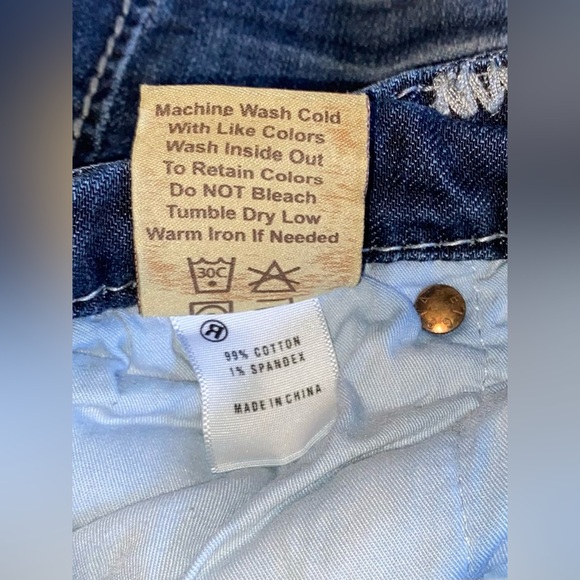 Machine Wash Cold
With Like Colors
Wash Inside Out
To Retain Colors
Do NOT Bleach
Tumble Dry Low
Warm Iron If Needed
30C
R
99% COTTON
1% SPANDEX
MADE IN CHINA